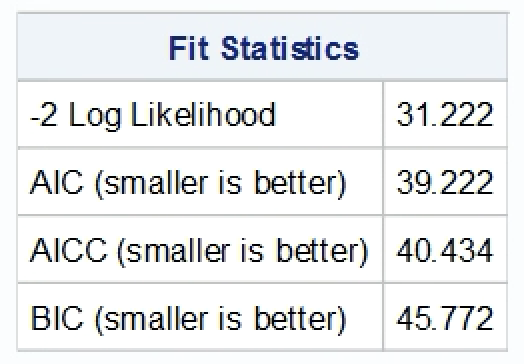 Fit Statistics
-2 Log Likelihood 31.222
AIC (smaller is better) 39.222
AICC (smaller is better) 40.434
BIC (smaller is better) 45.772